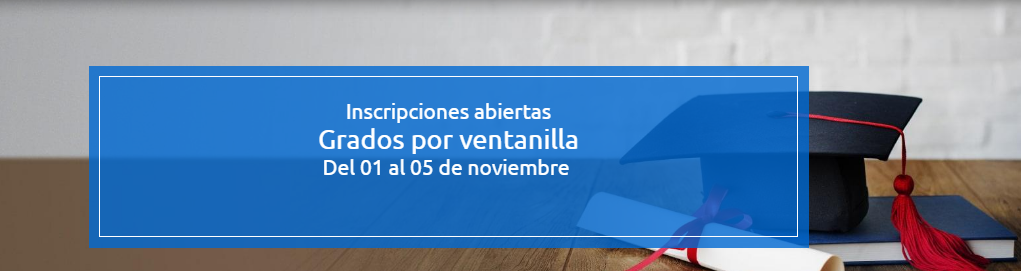 Inscripciones abiertas
Grados por ventanilla
Del 01 al 05 de noviembre